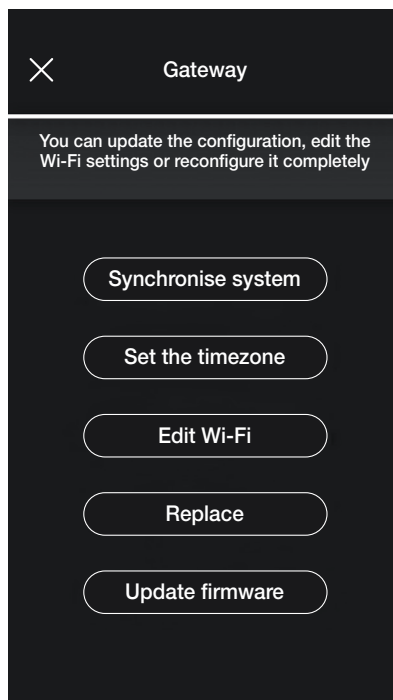 Gateway
You can update the configuration, edit the
Wi-Fi settings or reconfigure it completely
Synchronise system
Set the timezone
Edit Wi-Fi
Replace
Update firmware